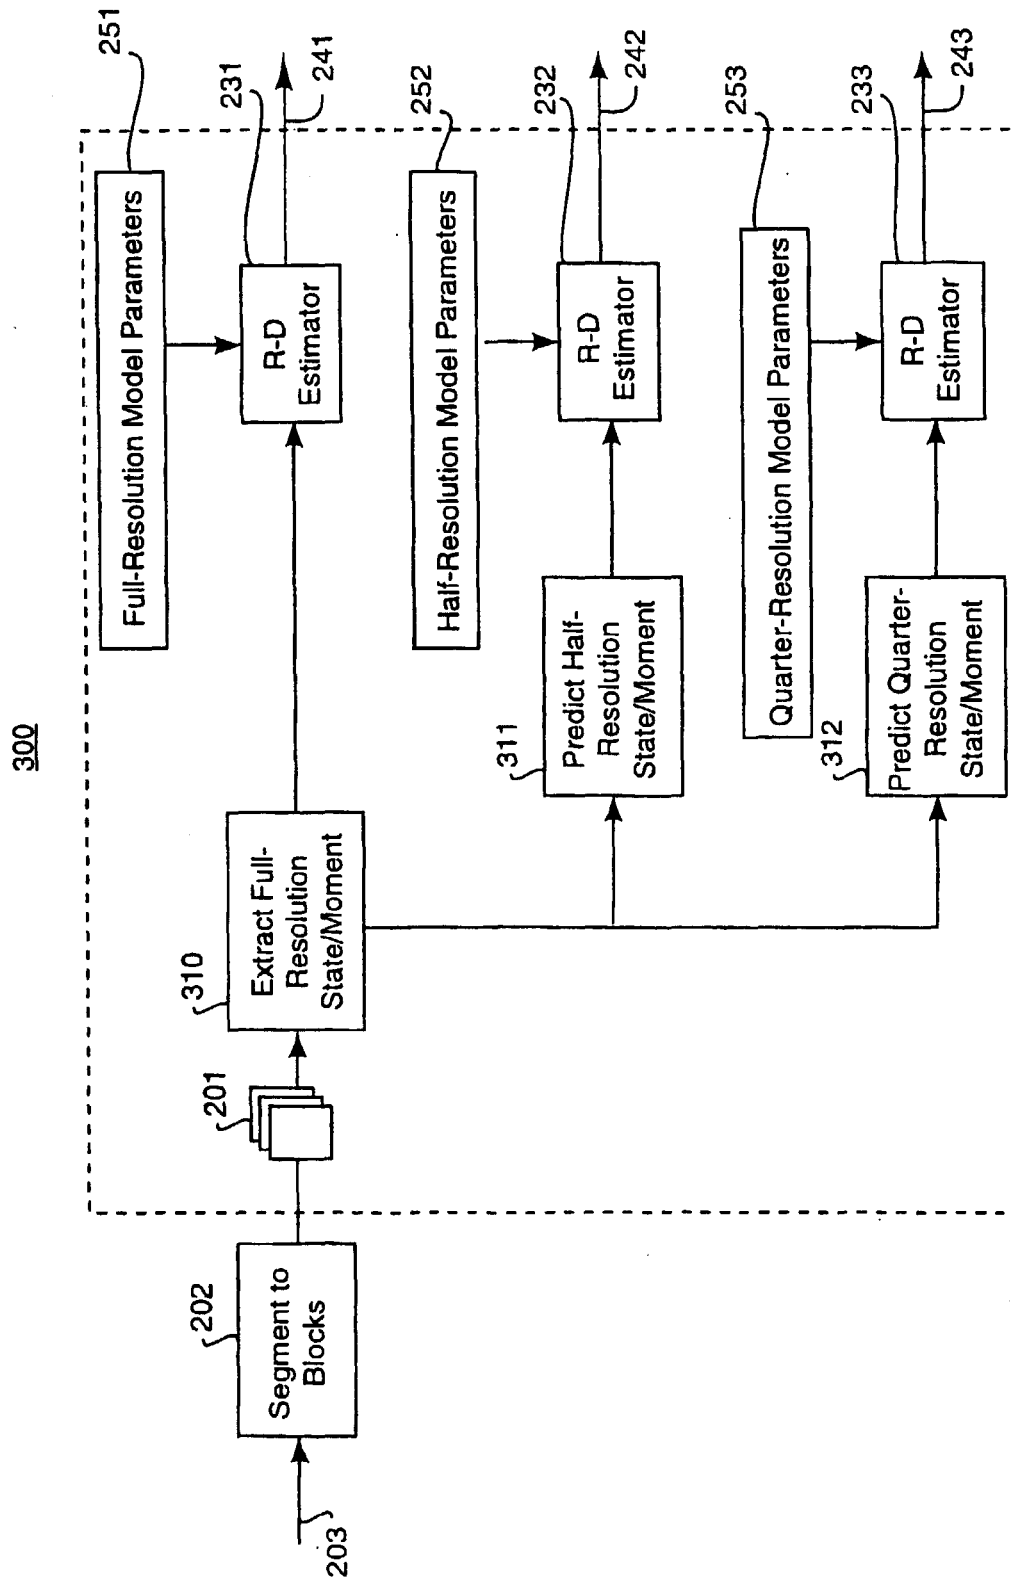 300
203
202
Segment to
Blocks
201
310
Extract Full-
Resolution
State/Moment
Full-Resolution Model Parameters
251
R-D
Estimator
231
241
311
Predict Half-
Resolution
State/Moment
Half-Resolution Model Parameters
252
R-D
Estimator
232
242
312
Predict Quarter-
Resolution
State/Moment
Quarter-Resolution Model Parameters
253
R-D
Estimator
233
243